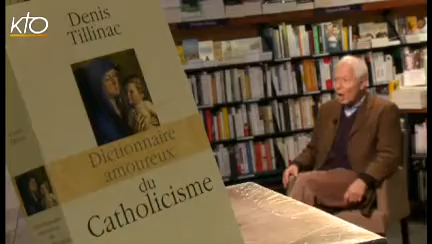 kto
Denis
Tillinac
Dictionnaire
amoureux
du
Catholicisme